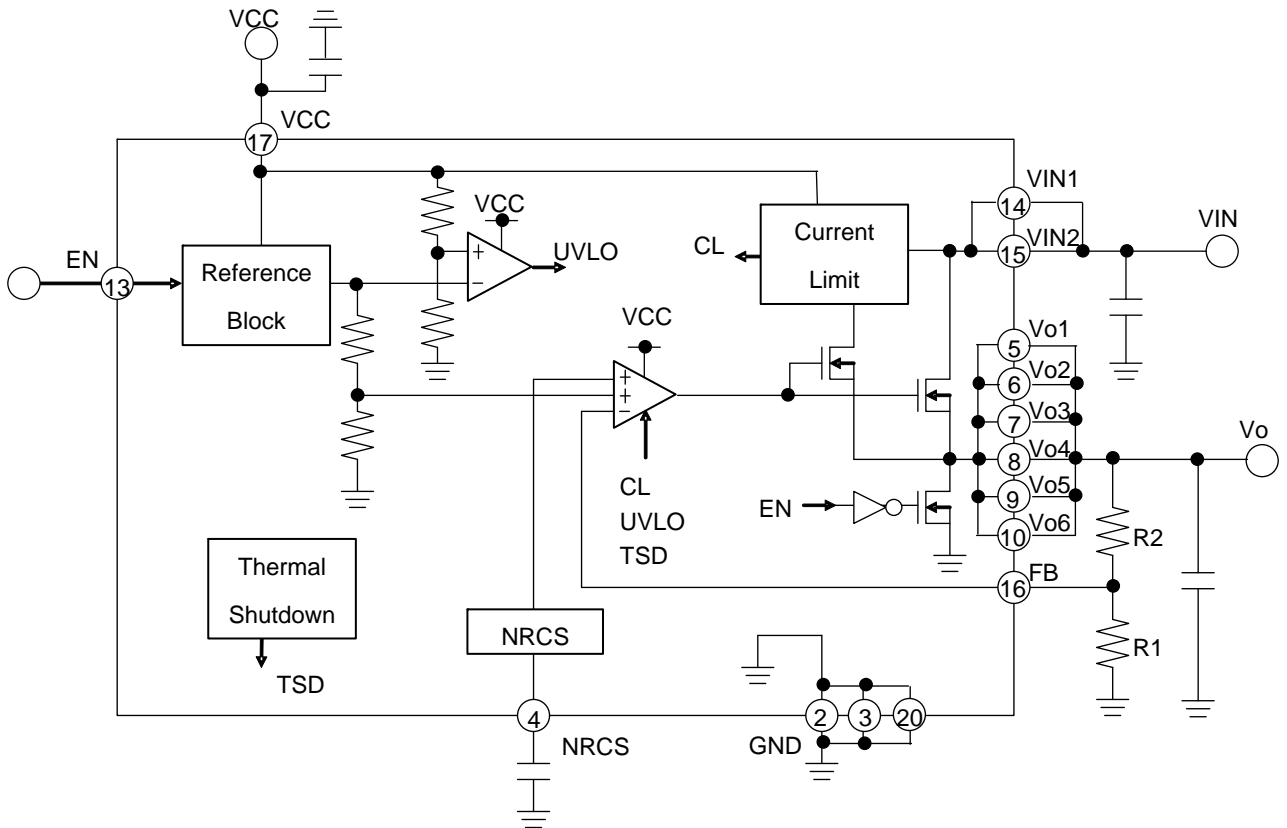 VCC
VCC
17
VIN1
14
VIN
VCC
Current
Limit
CL
VIN2
15
UVLO
+
−
EN
13
Reference
Block
VCC
Vo1
5
Vo2
6
+
+
−
Vo3
7
Vo
Vo4
8
CL
UVLO
TSD
EN
Vo5
9
Vo6
10
R2
FB
16
Thermal
Shutdown
NRCS
R1
TSD
4
2
3
20
NRCS
GND